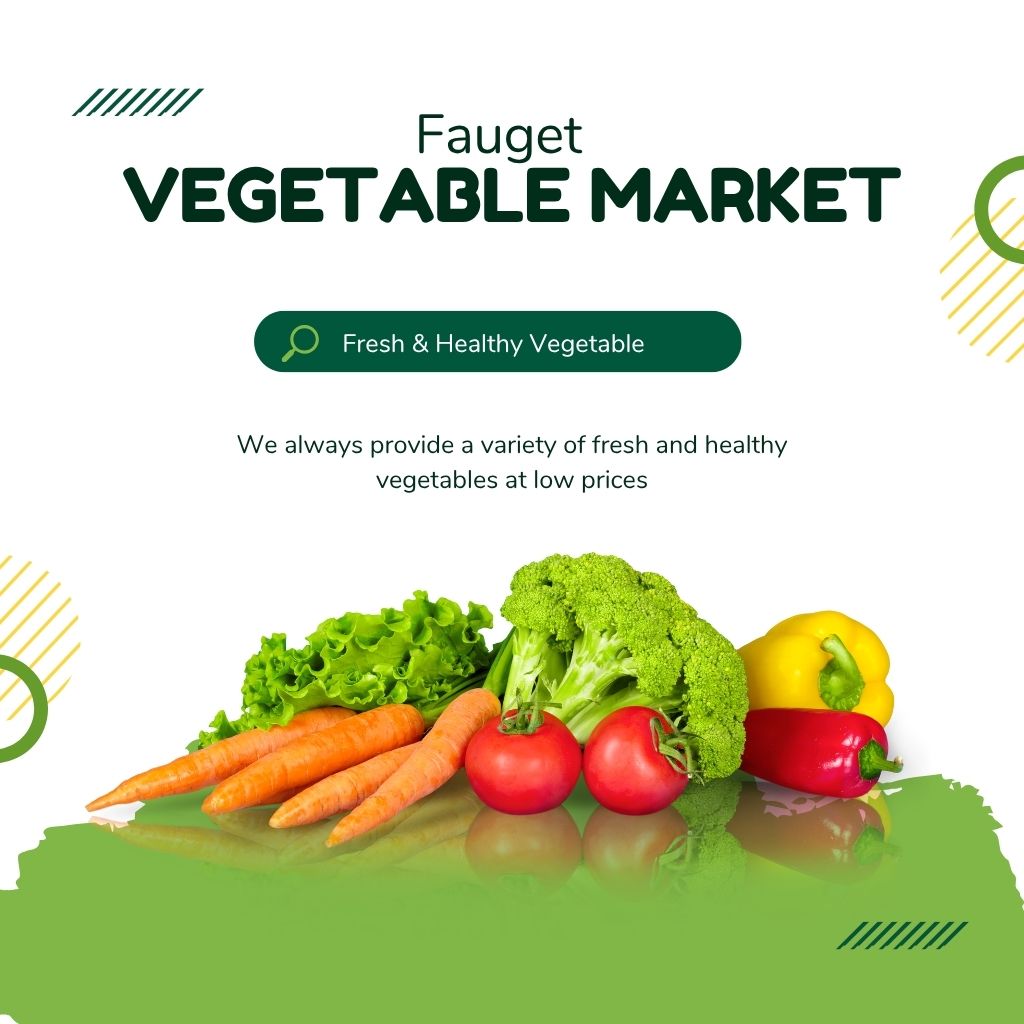 Fauget
VEGETABLE MARKET
Fresh & Healthy Vegetable
We always provide a variety of fresh and healthy
vegetables at low prices